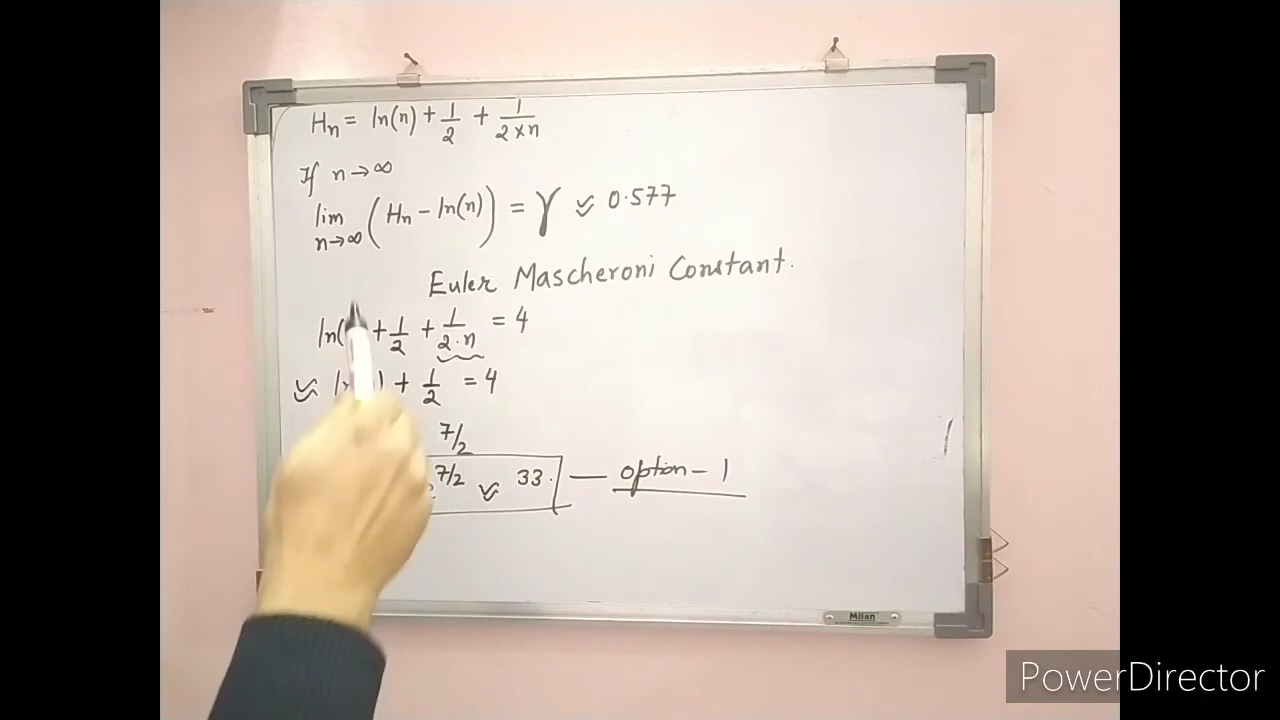 Hn = ln(n) + 1/2 + 1/(2×n)
If n→∞
lim n→∞ (Hn - ln(n)) = γ ≈ 0.577
Euler Mascheroni Constant.
ln( + 1/2 + 1/(2·n) = 4
≈ + 1/2 = 4
7/2
7/2 ≈ 33. — option-1
Milan
PowerDirector